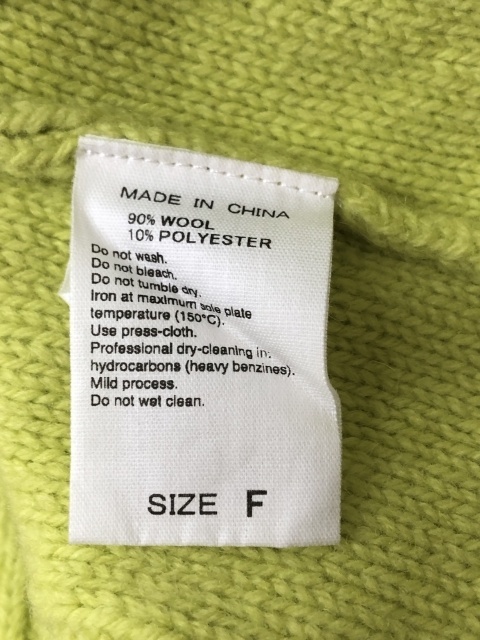 MADE IN CHINA
90% WOOL
10% POLYESTER
Do not wash.
Do not bleach.
Do not tumble dry.
Iron at maximum sole plate
temperature (150°C).
Use press-cloth.
Professional dry-cleaning in:
hydrocarbons (heavy benzines).
Mild process.
Do not wet clean.
SIZE F